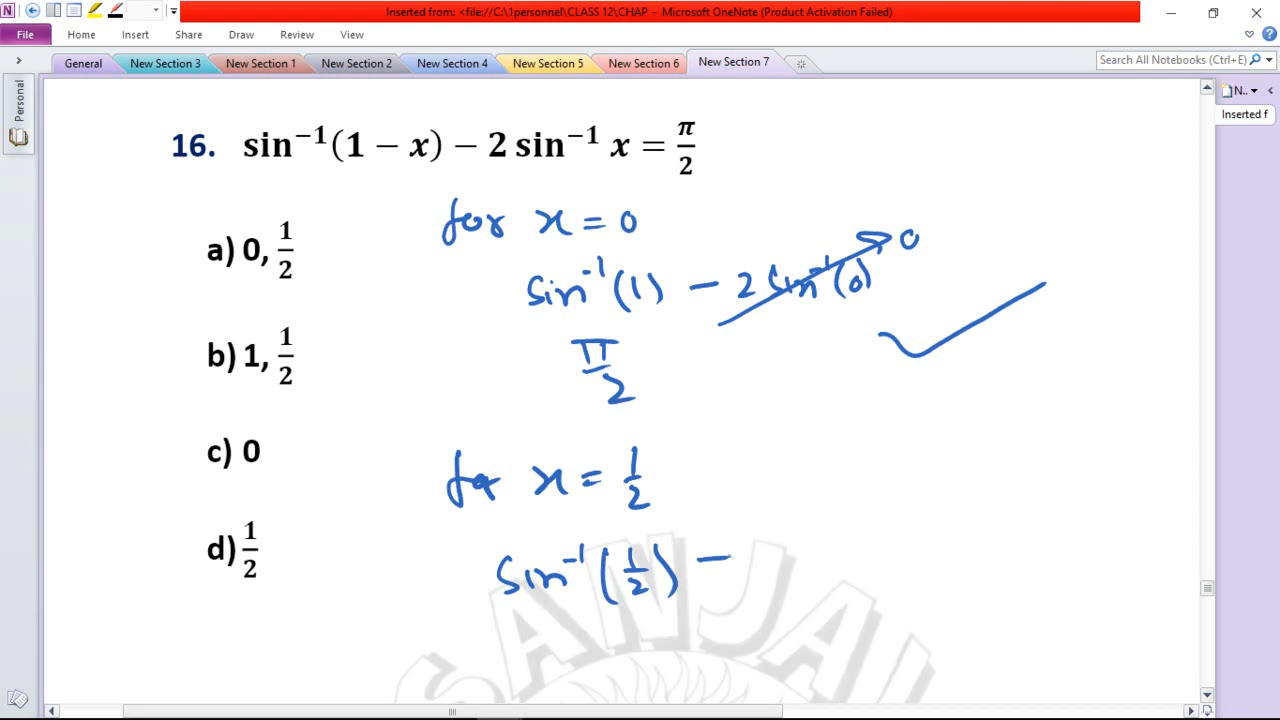 Inserted from: <file://C:\1personnel\CLASS 12\CHAP - Microsoft OneNote (Product Activation Failed)
File Home Insert Share Draw Review View
General New Section 3 New Section 1 New Section 2 New Section 4 New Section 5 New Section 6 New Section 7
Search All Notebooks (Ctrl+E)
Personal
N..
Inserted f
16. sin⁻¹(1 − x) − 2 sin⁻¹ x = π/2
for x = 0
a) 0, 1/2
sin⁻¹(1) − 2 sin⁻¹(0) 0
b) 1, 1/2
π/2
c) 0
for x = 1/2
d) 1/2
sin⁻¹(1/2) −
SANJAY